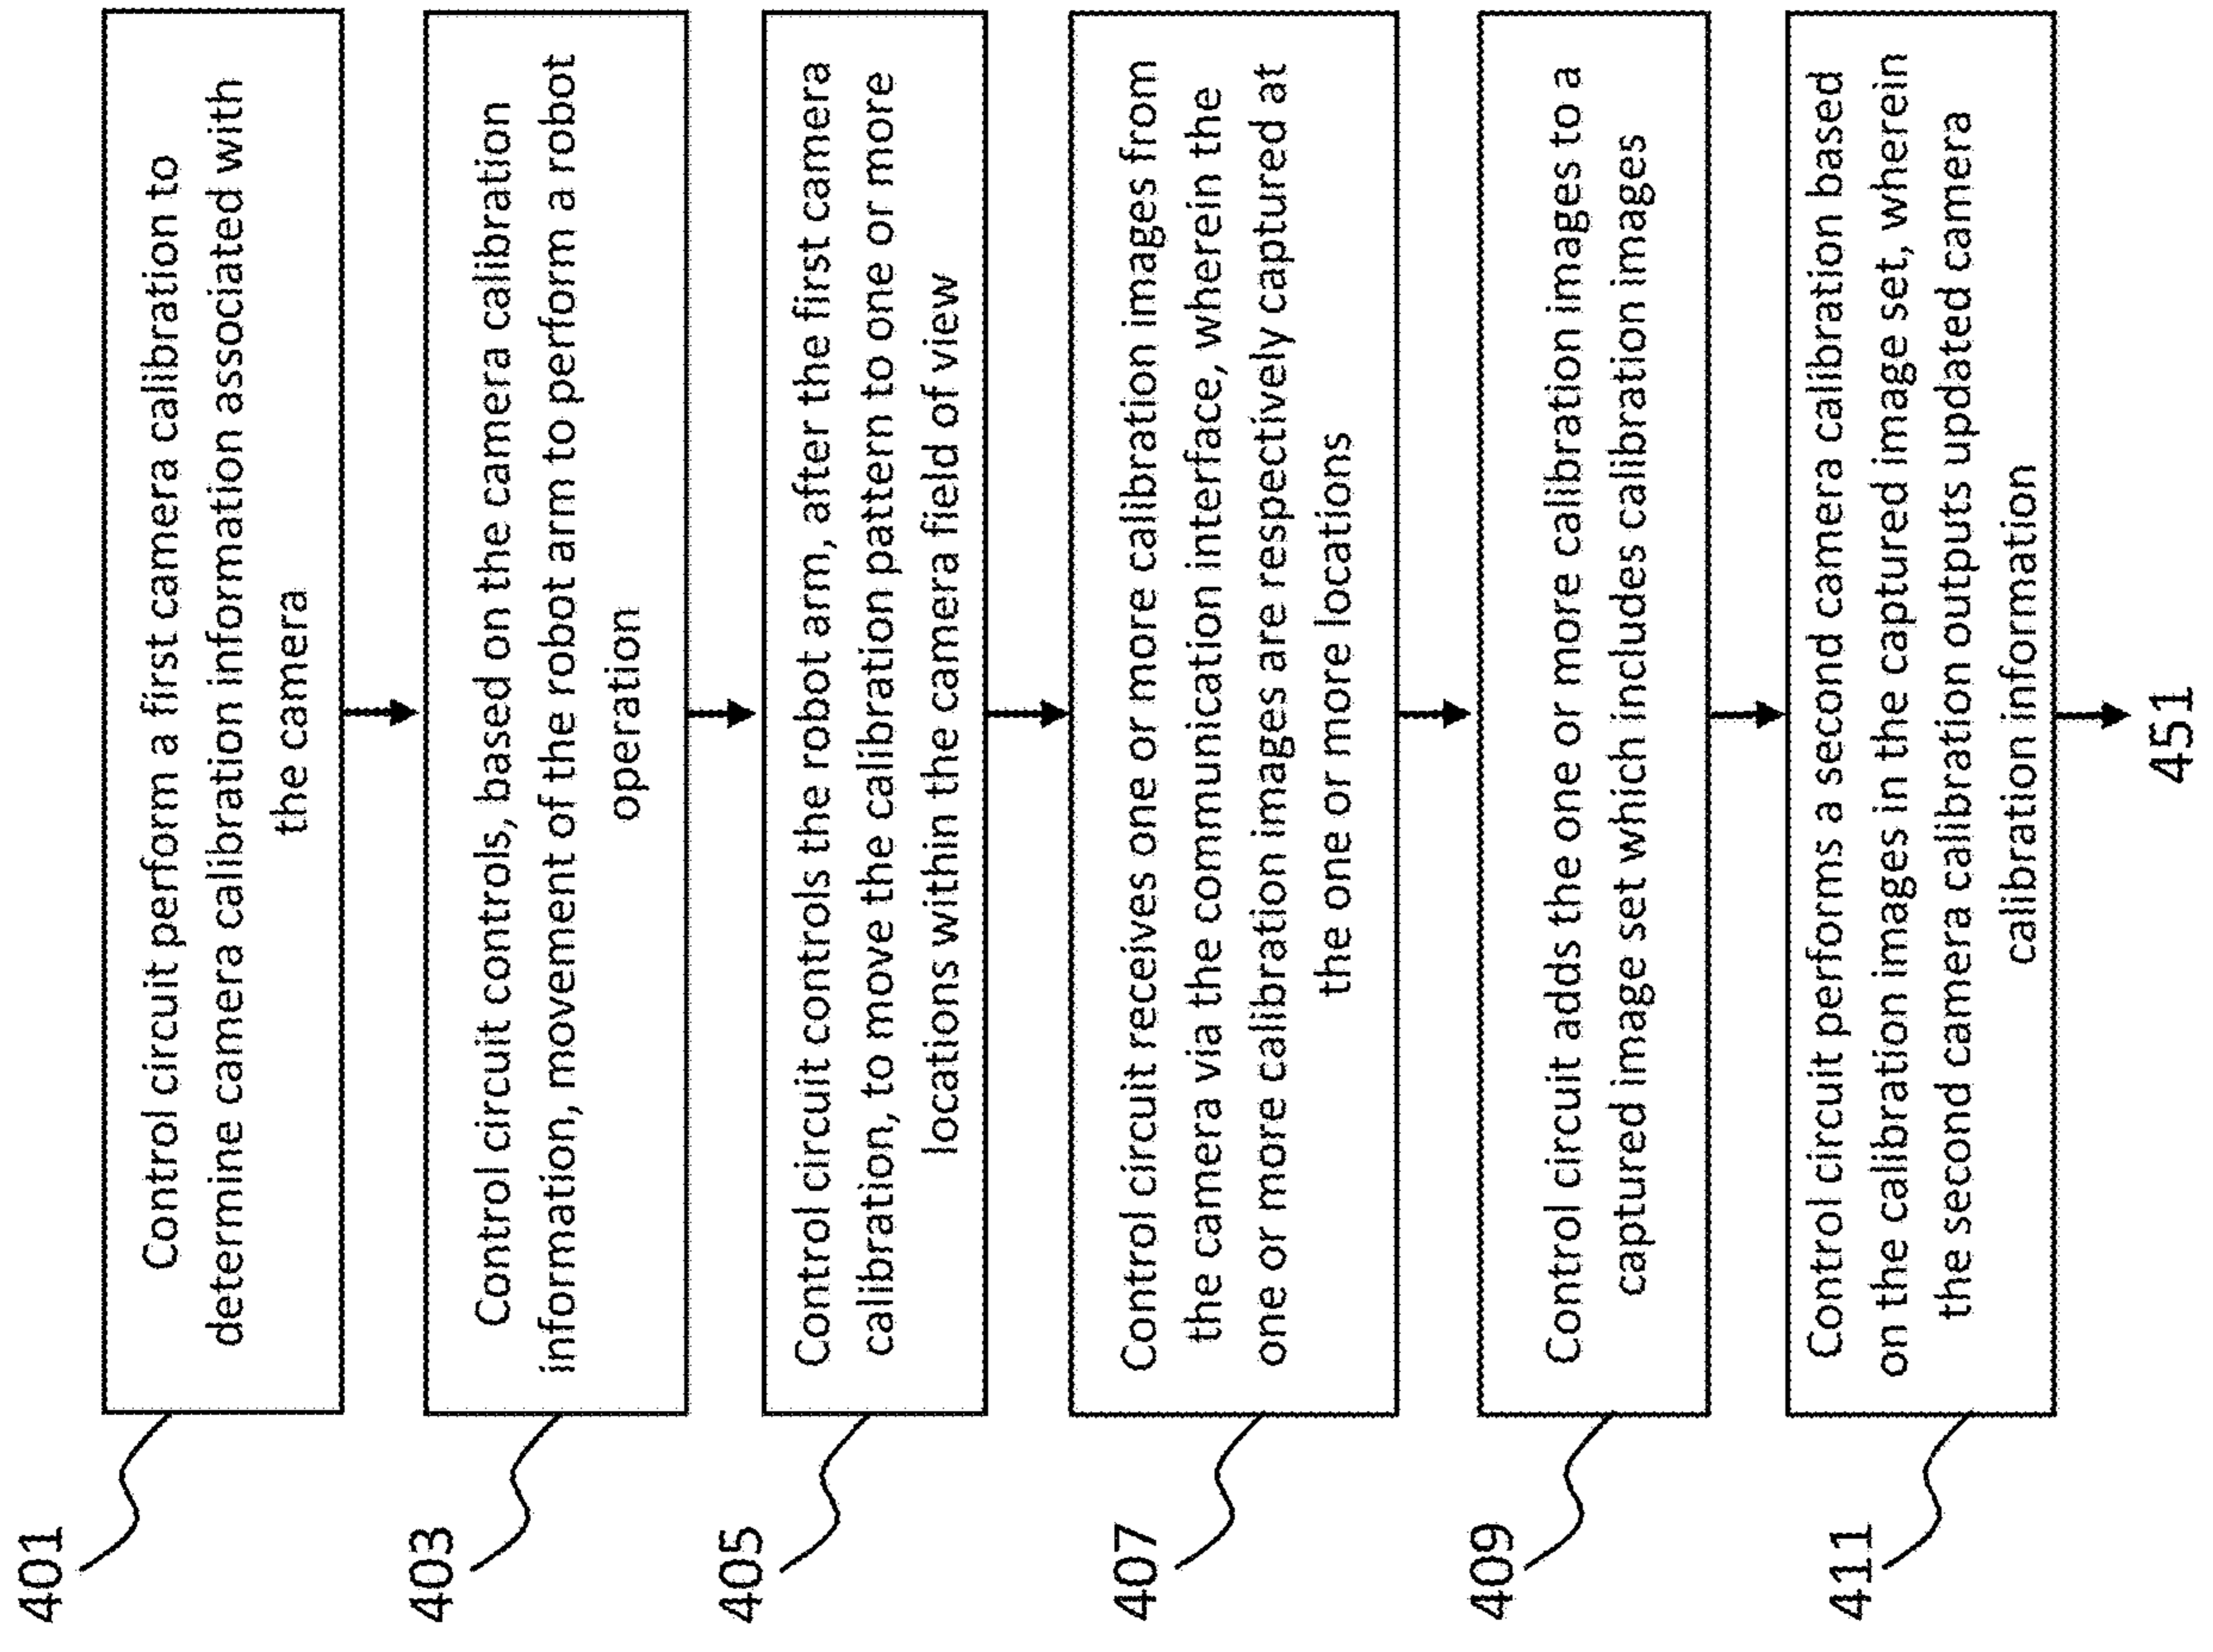 401
Control circuit perform a first camera calibration to
determine camera calibration information associated with
the camera
403
Control circuit controls, based on the camera calibration
information, movement of the robot arm to perform a robot
operation
405
Control circuit controls the robot arm, after the first camera
calibration, to move the calibration pattern to one or more
locations within the camera field of view
407
Control circuit receives one or more calibration images from
the camera via the communication interface, wherein the
one or more calibration images are respectively captured at
the one or more locations
409
Control circuit adds the one or more calibration images to a
captured image set which includes calibration images
411
Control circuit performs a second camera calibration based
on the calibration images in the captured image set, wherein
the second camera calibration outputs updated camera
calibration information
451